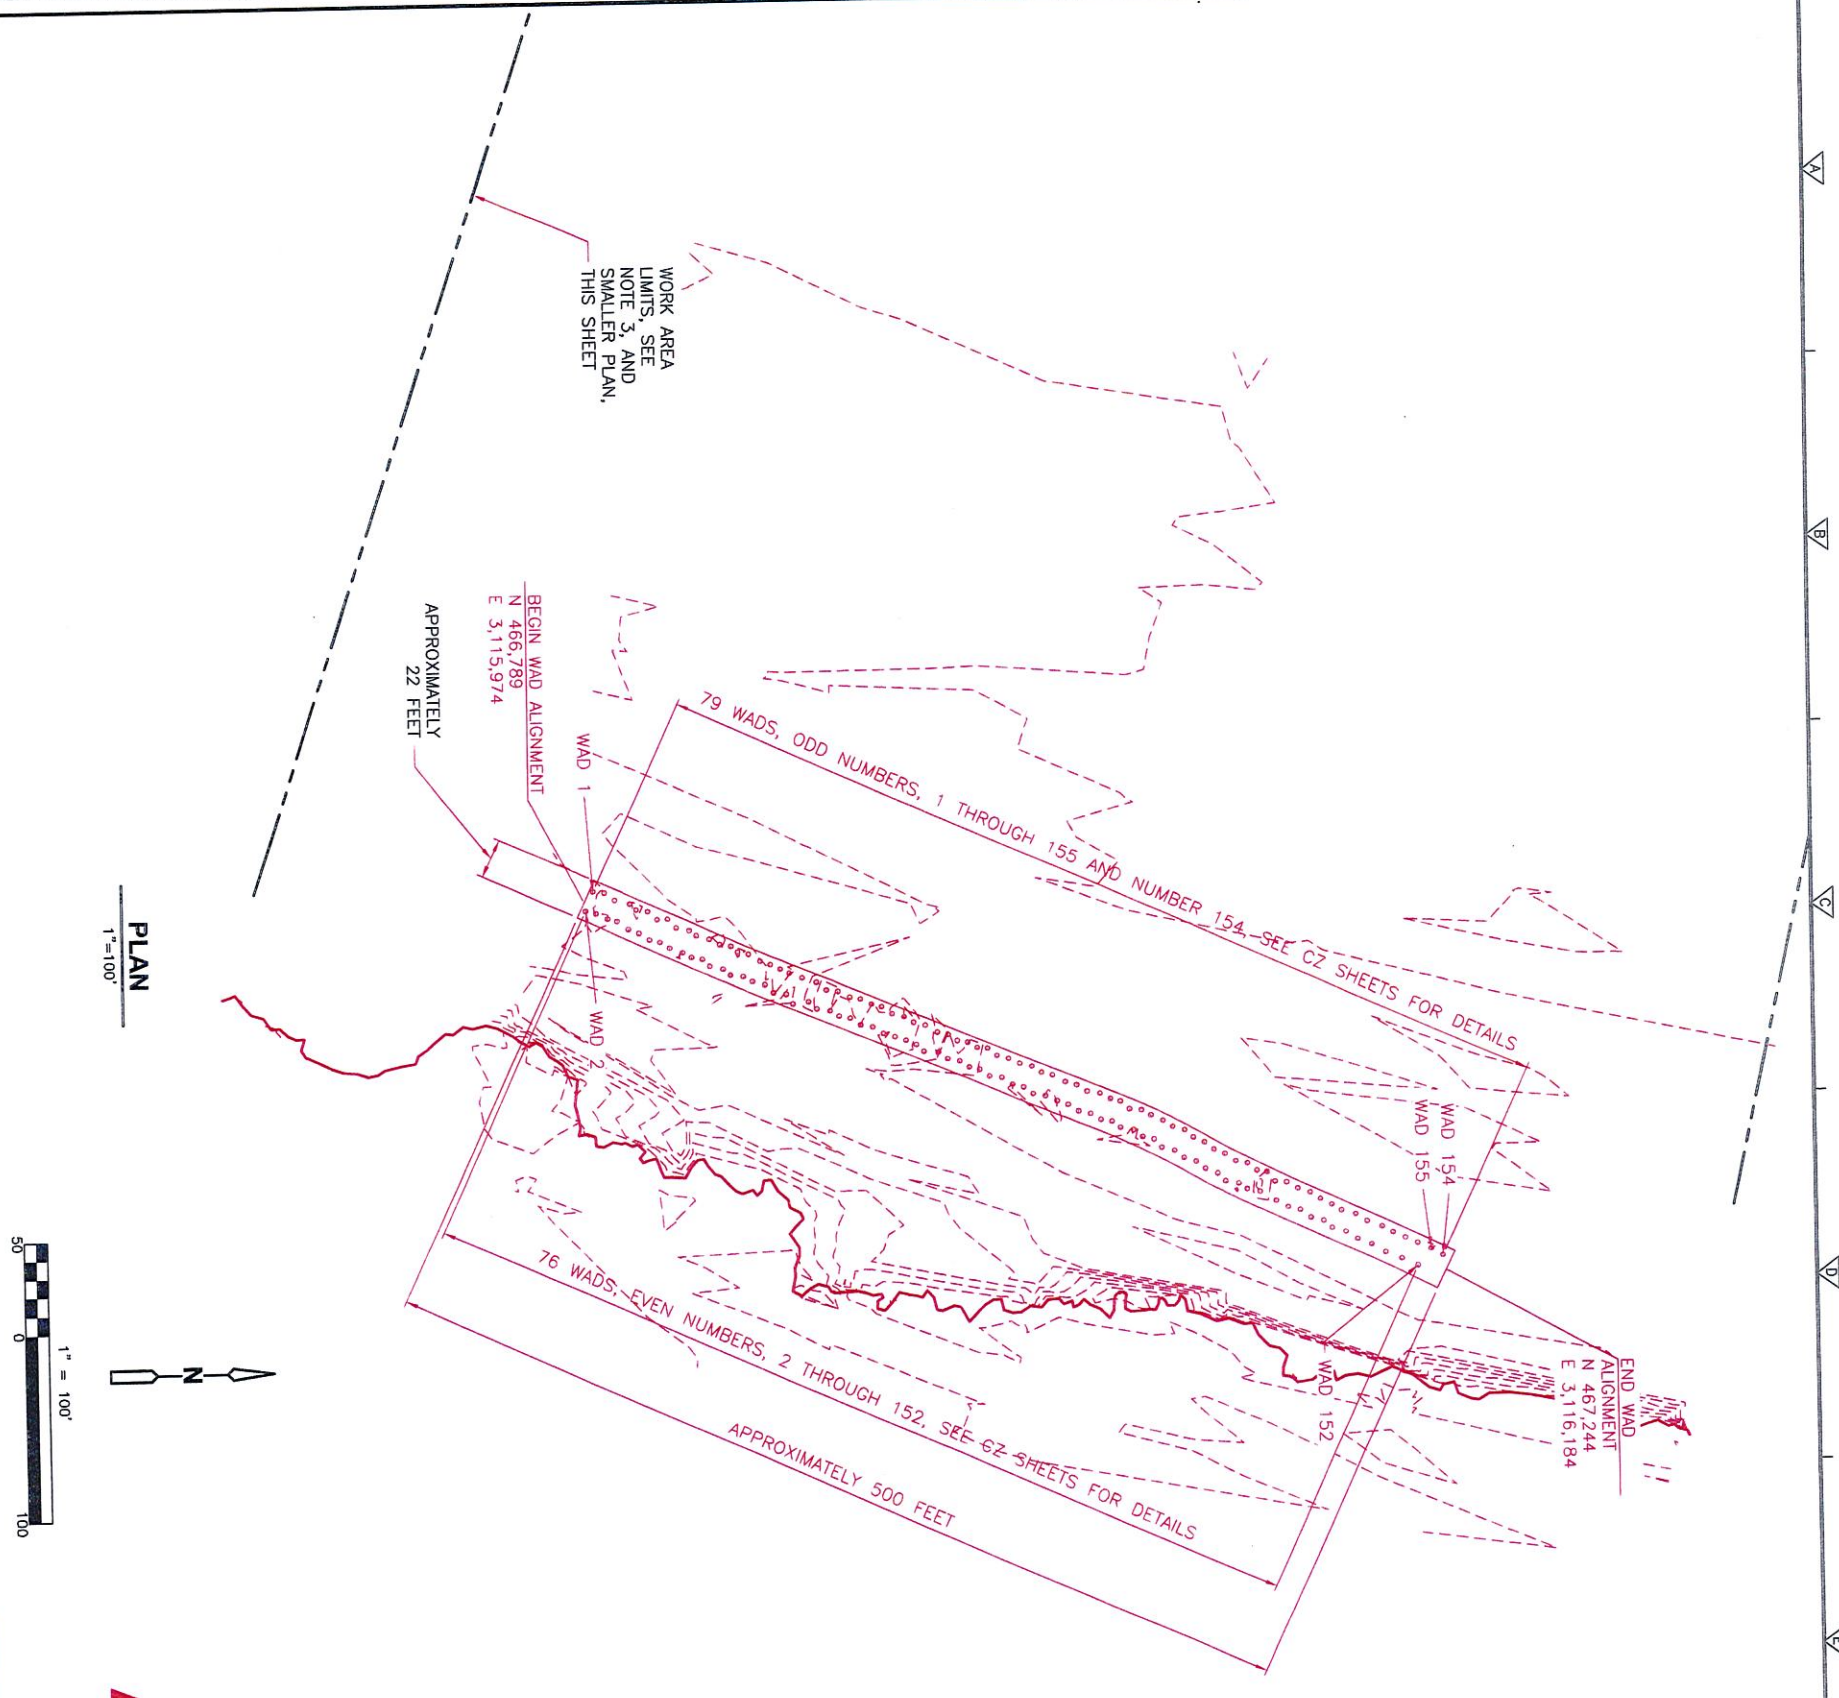 A
B
C
D
E
WORK AREA
LIMITS, SEE
NOTE 3, AND
SMALLER PLAN,
THIS SHEET
BEGIN WAD ALIGNMENT
N 466,789
E 3,115,974
APPROXIMATELY
22 FEET
WAD 1
WAD 2
79 WADS, ODD NUMBERS, 1 THROUGH 155 AND NUMBER 154, SEE CZ SHEETS FOR DETAILS
WAD 154
WAD 155
WAD 152
END WAD
ALIGNMENT
N 467,244
E 3,116,184
76 WADS, EVEN NUMBERS, 2 THROUGH 152, SEE CZ SHEETS FOR DETAILS
APPROXIMATELY 500 FEET
PLAN
1"=100'
N
1" = 100'
50 0 100